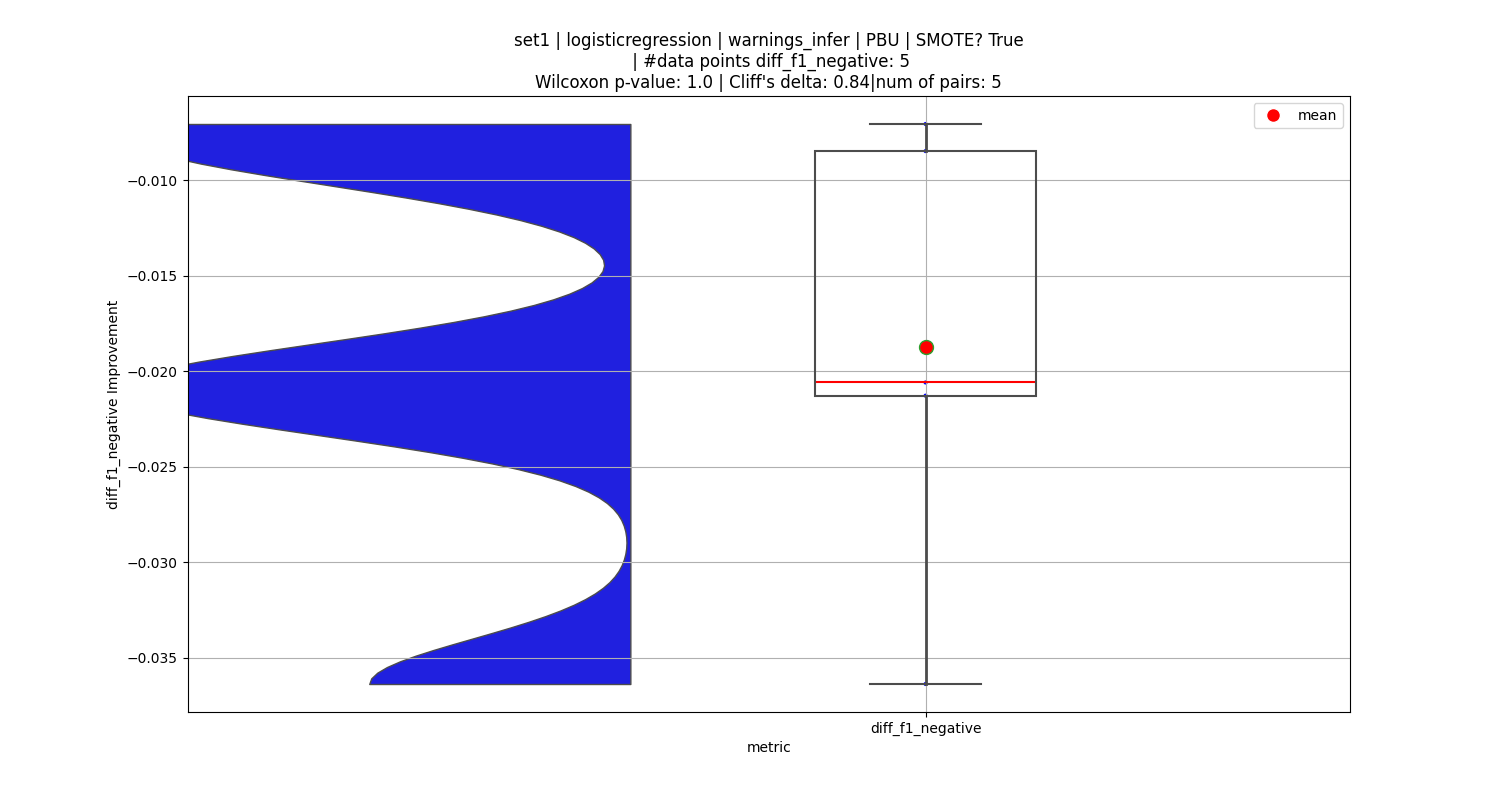 set1 | logisticregression | warnings_infer | PBU | SMOTE? True
| #data points diff_f1_negative: 5
Wilcoxon p-value: 1.0 | Cliff's delta: 0.84|num of pairs: 5
mean
−0.010
−0.015
−0.020
−0.025
−0.030
−0.035
diff_f1_negative Improvement
diff_f1_negative
metric